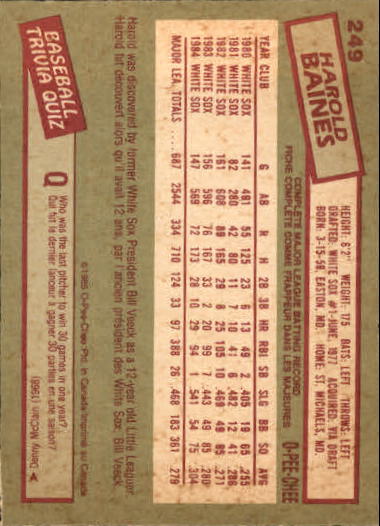 249
HAROLD
BAINES
HEIGHT: 6'2" WEIGHT: 175 BATS: LEFT THROWS: LEFT
DRAFTED: WHITE SOX #1-JUNE, 1977 ACQUIRED: VIA DRAFT
BORN: 3-15-59, EASTON, MD. HOME: ST. MICHAELS, MD.
COMPLETE MAJOR LEAGUE BATTING RECORD
FICHE COMPLÈTE COMME FRAPPEUR DANS LES MAJEURES
O-PEE-CHEE
YEAR CLUB G AB R H 2B 3B HR RBI SB SLG BB SO AVG
1980 WHITE SOX 141 491 55 125 23 6 13 49 2 .405 19 65 .255
1981 WHITE SOX 82 280 42 80 11 7 10 41 6 .482 12 41 .286
1982 WHITE SOX 161 608 89 165 29 8 25 105 10 .469 49 95 .271
1983 WHITE SOX 156 596 76 167 33 2 20 99 7 .443 49 85 .280
1984 WHITE SOX 147 569 72 173 28 10 29 94 1 .541 54 75 .304
MAJOR LEA. TOTALS .....687 2544 334 710 124 33 97 388 26 .468 183 361 .279
Harold was discovered by former White Sox President Bill Veeck as a 12-year old Little Leaguer.
Harold fut découvert alors qu'il avait 12 ans, par l'ancien président des White Sox, Bill Veeck.
©1985 O-Pee-Chee Ptd. in Canada/Imprimé au Canada
BASEBALL
TRIVIA QUIZ
Q Who was the last pitcher to win 30 games in one year?
Qui fut le dernier lanceur à gagner 30 parties en une saison?
A Denny McClain (1968)